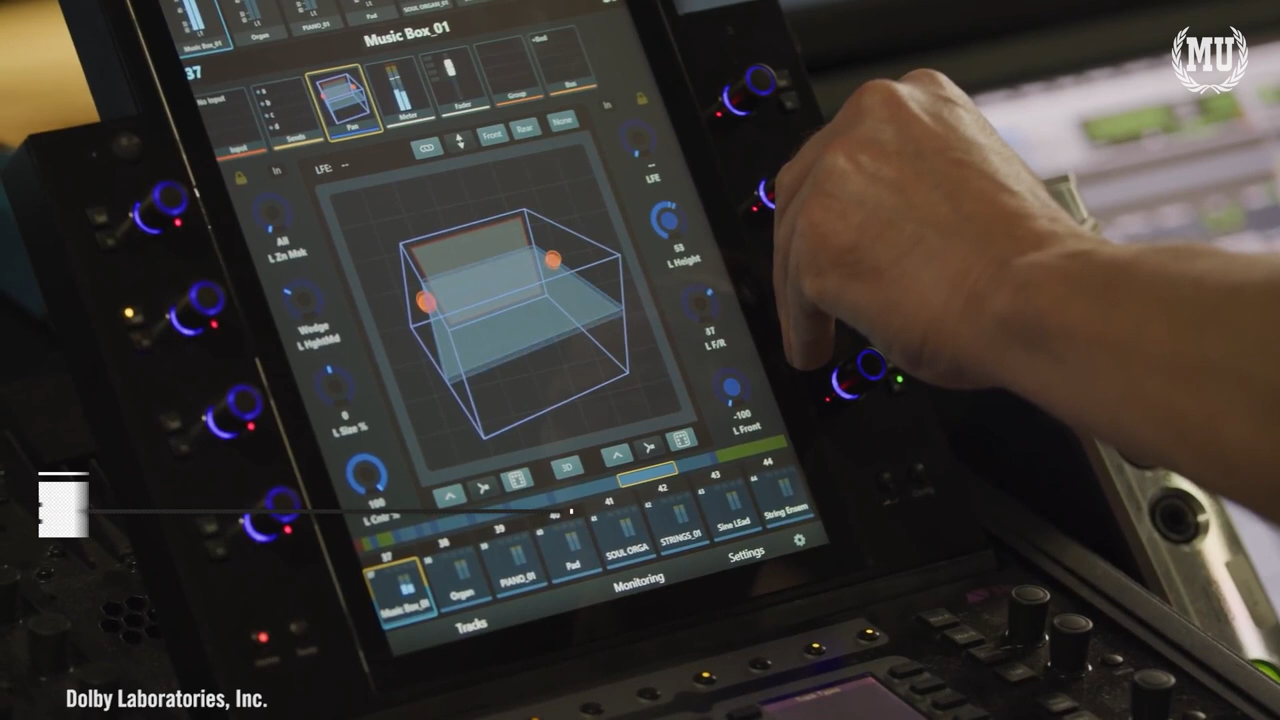 Music Box_01
Organ
PIANO_01
Pad
SOUL ORGAN_01
Music Box_01
37
MU
No Input
a
b
c
d
Input
Sends
Pan
Meter
Fader
Group
Bus
In
LFE: --
Front
Rear
None
In
All
L Zn Msk
Wedge
L HghtMd
0
L Size %
100
L Cntr %
--
LFE
53
L Height
37
L F/R
-100
L Front
3D
37
38
39
40
41
42
43
44
Music Box_01
Organ
PIANO_01
Pad
SOUL ORGA
STRINGS_01
Sine Lead
String Ensem
Tracks
Monitoring
Settings
Dolby Laboratories, Inc.